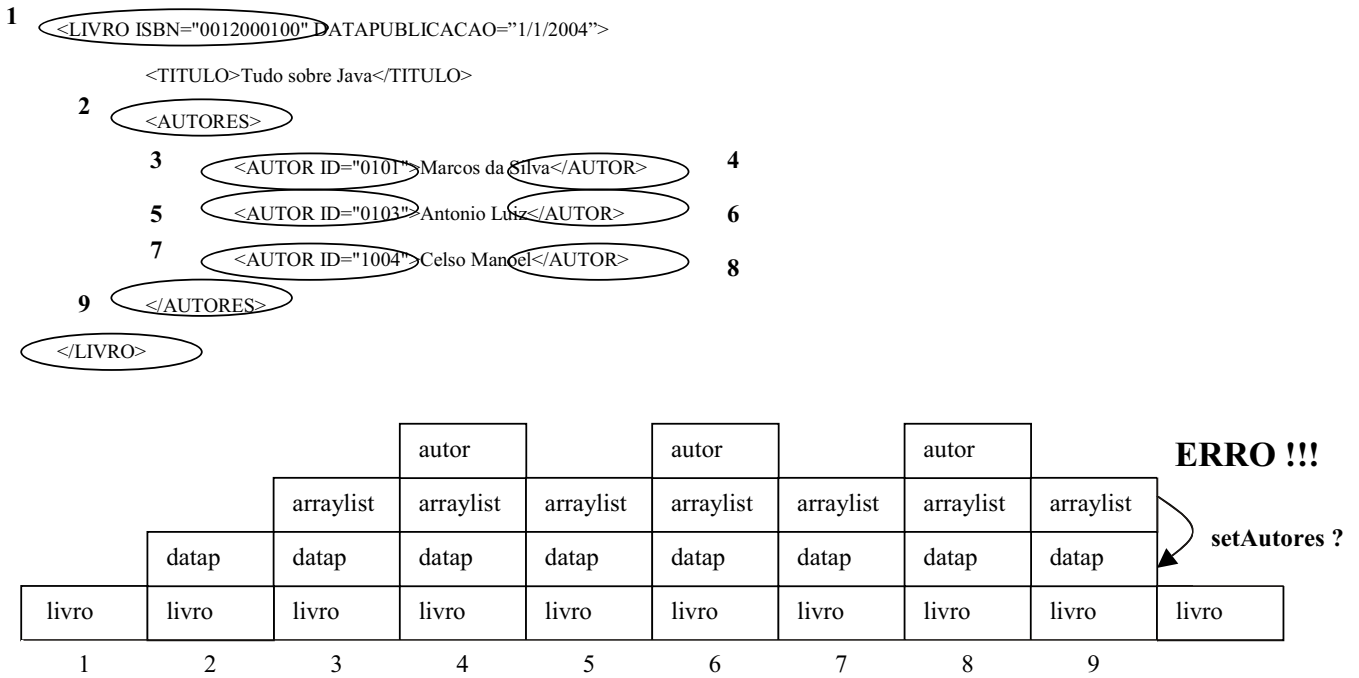 1
<LIVRO ISBN="0012000100" DATAPUBLICACAO=”1/1/2004”>
<TITULO>Tudo sobre Java</TITULO>
2
<AUTORES>
3 <AUTOR ID="0101">Marcos da Silva</AUTOR> 4
5 <AUTOR ID="0103">Antonio Luiz</AUTOR> 6
7 <AUTOR ID="1004">Celso Manoel</AUTOR> 8
9 </AUTORES>
</LIVRO>
autor autor autor ERRO !!!
arraylist arraylist arraylist arraylist arraylist arraylist arraylist
setAutores ?
datap datap datap datap datap datap datap datap
livro livro livro livro livro livro livro livro livro livro
1 2 3 4 5 6 7 8 9